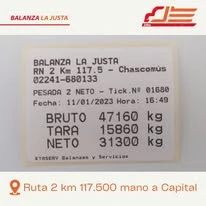 BALANZA LA JUSTA
BALANZA LA JUSTA
RN 2 Km 117.5 - Chascomús
02241-680133
PESADA 2 NETO - Tick.Nº 01680
Fecha: 11/01/2023 Hora: 16:49
BRUTO 47160 kg
TARA 15860 kg
NETO 31300 kg
Balanzas y Servicios
Ruta 2 km 117.500 mano a Capital